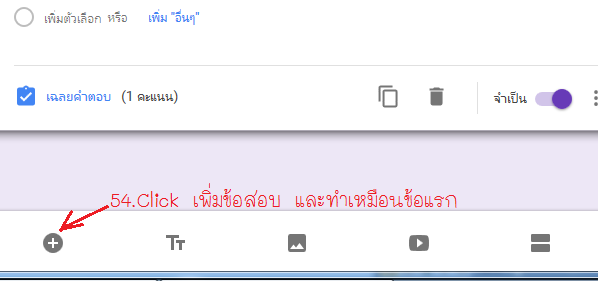 เพิ่มตัวเลือก หรือ เพิ่ม "อื่นๆ"
เฉลยคำตอบ (1 คะแนน) จำเป็น
54.Click เพิ่มข้อสอบ และทำเหมือนข้อแรก